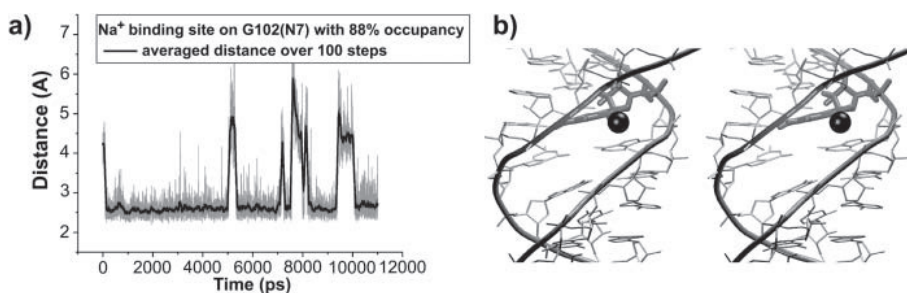 a)
Na⁺ binding site on G102(N7) with 88% occupancy
averaged distance over 100 steps
7
6
5
4
3
2
Distance (A)
0 2000 4000 6000 8000 10000 12000
Time (ps)
b)